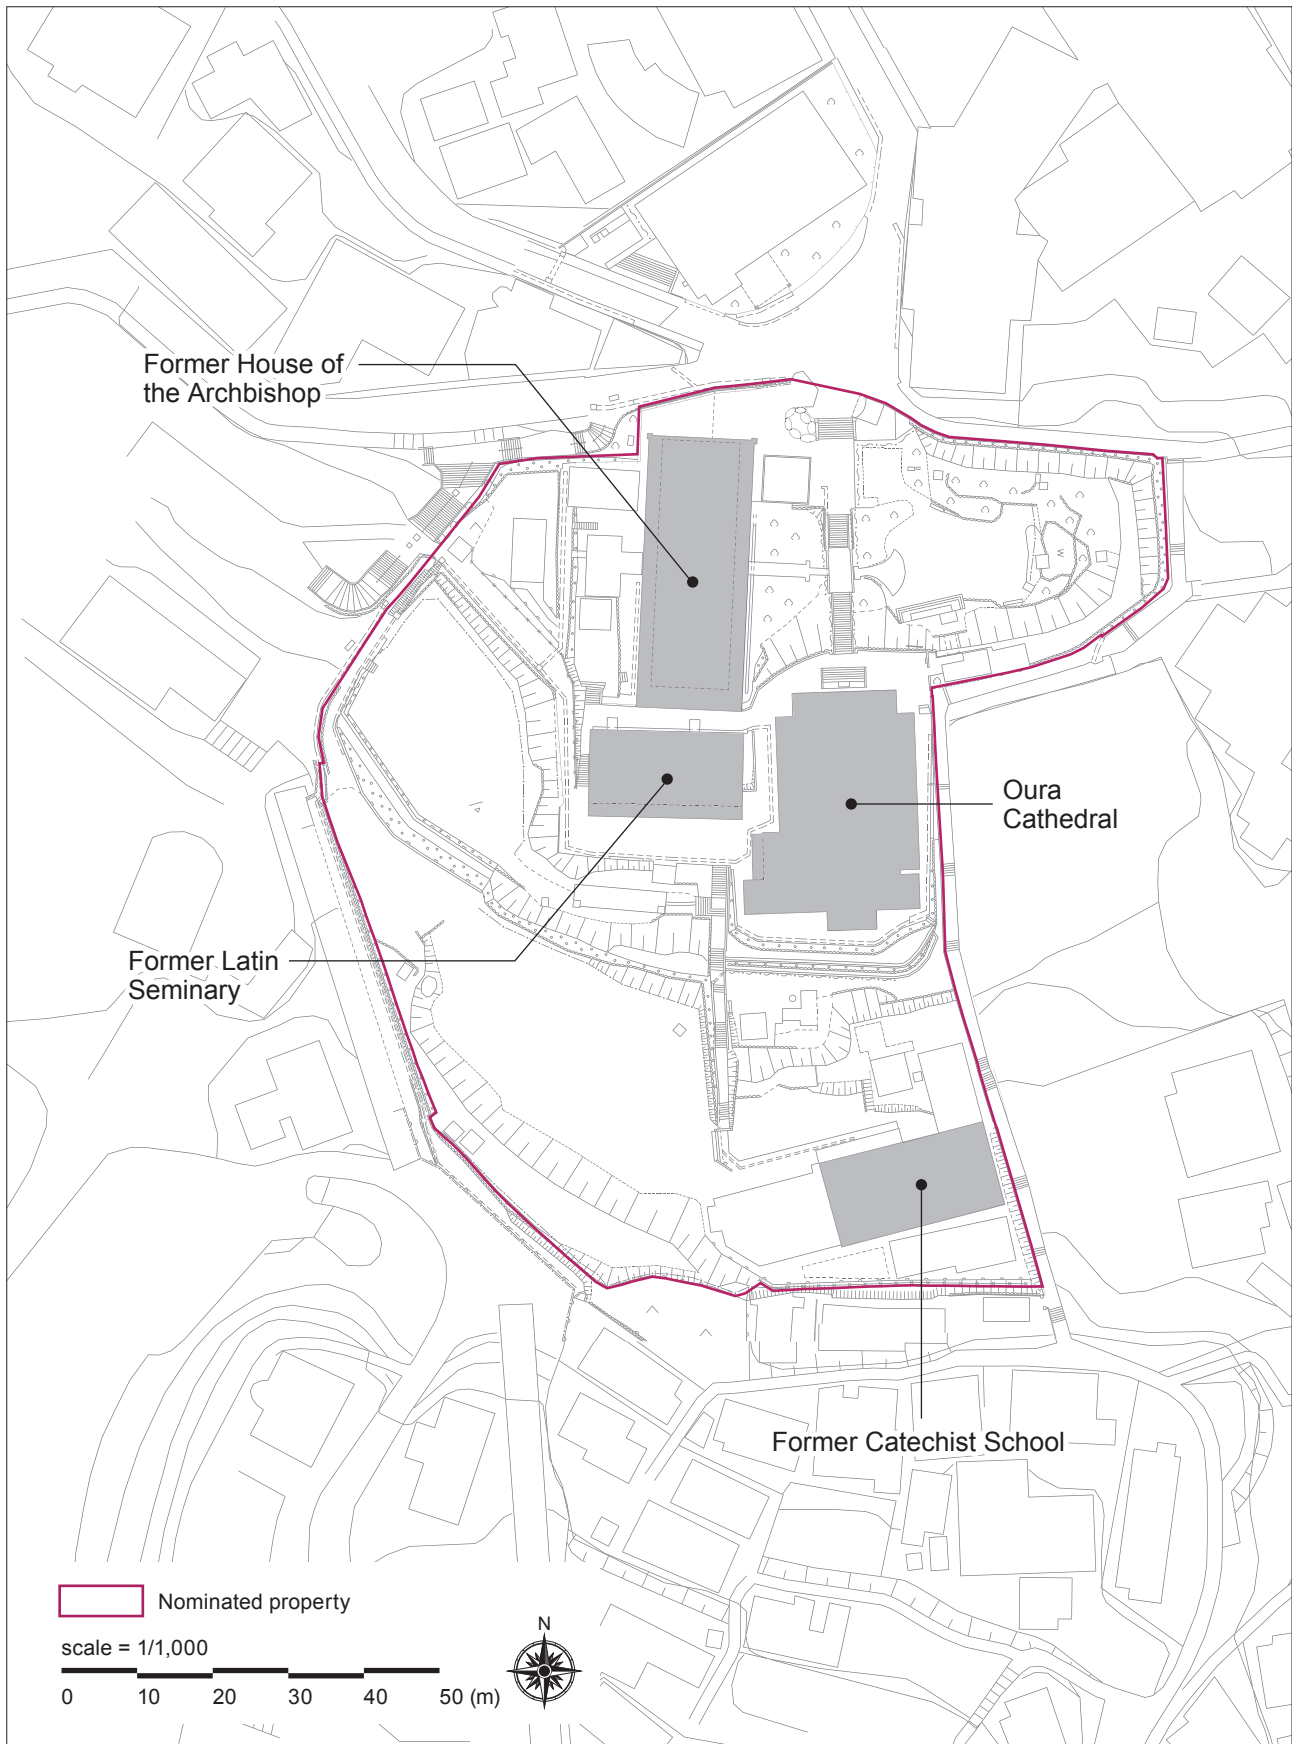 Former House of
the Archbishop
Oura
Cathedral
Former Latin
Seminary
Former Catechist School
Nominated property
scale = 1/1,000
0 10 20 30 40 50 (m)
N